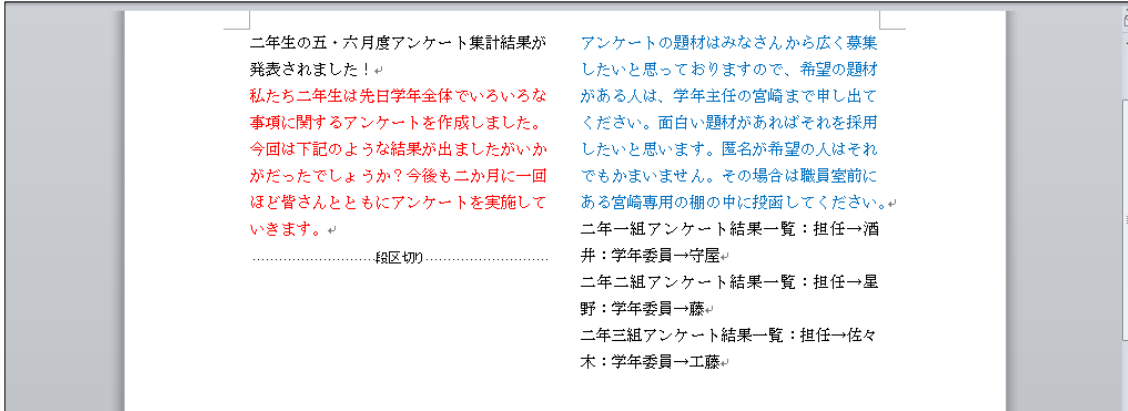 二年生の五・六月度アンケート集計結果が
発表されました！
私たち二年生は先日学年全体でいろいろな
事項に関するアンケートを作成しました。
今回は下記のような結果が出ましたがいか
がだったでしょうか？今後も二か月に一回
ほど皆さんとともにアンケートを実施して
いきます。
段区切り
アンケートの題材はみなさんから広く募集
したいと思っておりますので、希望の題材
がある人は、学年主任の宮崎まで申し出て
ください。面白い題材があればそれを採用
したいと思います。匿名が希望の人はそれ
でもかまいません。その場合は職員室前に
ある宮崎専用の棚の中に投函してください。
二年一組アンケート結果一覧：担任→酒
井：学年委員→守屋
二年二組アンケート結果一覧：担任→星
野：学年委員→藤
二年三組アンケート結果一覧：担任→佐々
木：学年委員→工藤